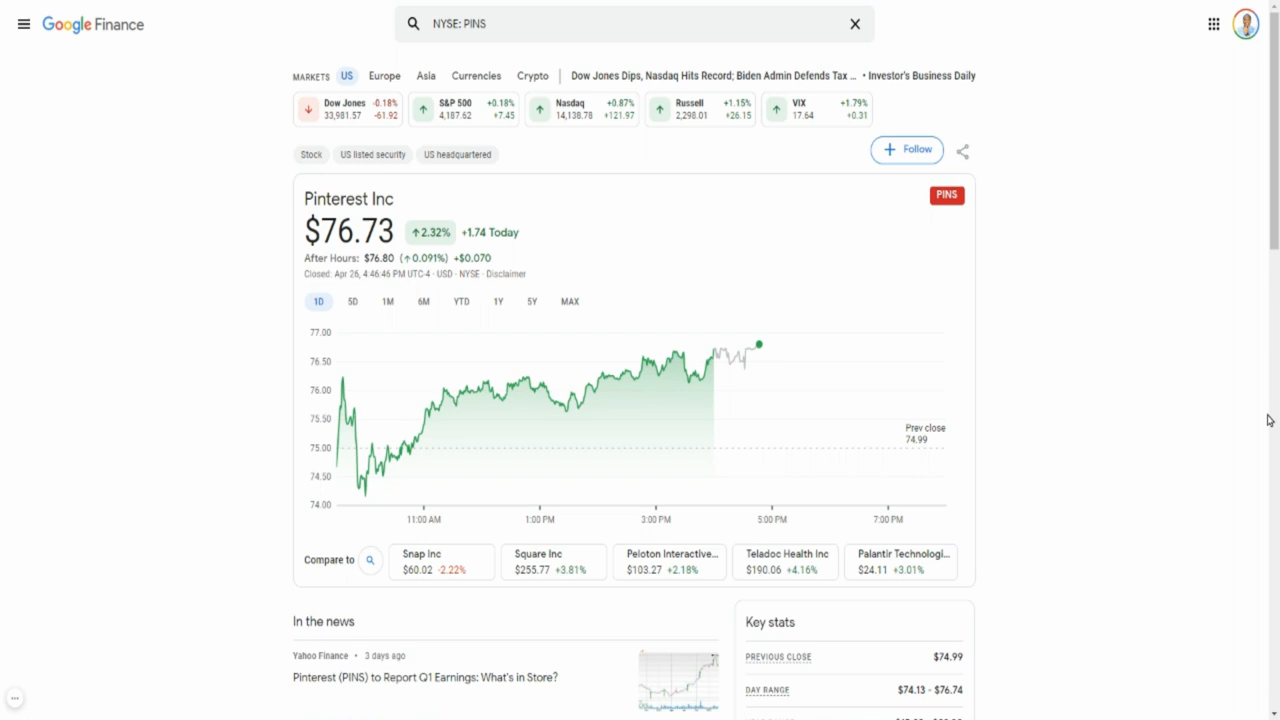 Google Finance
NYSE: PINS
MARKETS US Europe Asia Currencies Crypto Dow Jones Dips, Nasdaq Hits Record; Biden Admin Defends Tax ... • Investor's Business Daily
Dow Jones -0.18% S&P 500 +0.18% Nasdaq +0.87% Russell +1.15% VIX +1.79%
33,981.57 -61.92 4,187.62 +7.45 14,138.78 +121.97 2,298.01 +26.15 17.64 +0.31
Stock US listed security US headquartered + Follow
Pinterest Inc PINS
$76.73 ↑2.32% +1.74 Today
After Hours: $76.80 (↑0.091%) +$0.070
Closed: Apr 26, 4:46:46 PM UTC-4 · USD · NYSE · Disclaimer
1D 5D 1M 6M YTD 1Y 5Y MAX
77.00
76.50
76.00
75.50
Prev close
74.99
75.00
74.50
74.00
11:00 AM 1:00 PM 3:00 PM 5:00 PM 7:00 PM
Compare to
Snap Inc Square Inc Peloton Interactive... Teladoc Health Inc Palantir Technologi...
$60.02 -2.22% $255.77 +3.81% $103.27 +2.18% $190.06 +4.16% $24.11 +3.01%
In the news
Yahoo Finance • 3 days ago
Pinterest (PINS) to Report Q1 Earnings: What's in Store?
Key stats
PREVIOUS CLOSE $74.99
DAY RANGE $74.13 - $76.74